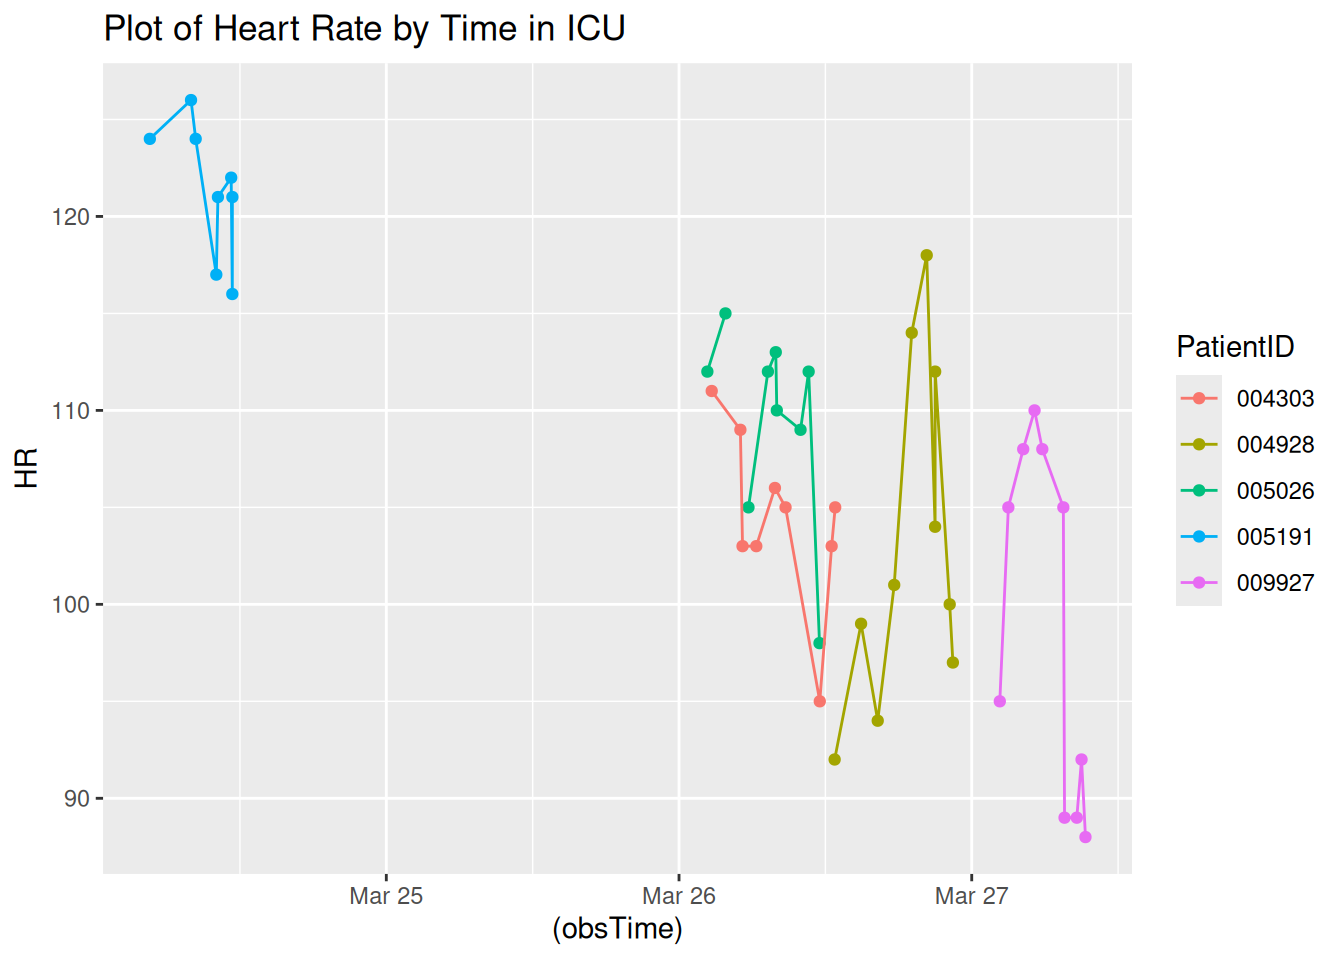 Plot of Heart Rate by Time in ICU
120
110
100
90
HR
Mar 25
Mar 26
Mar 27
(obsTime)
PatientID
004303
004928
005026
005191
009927